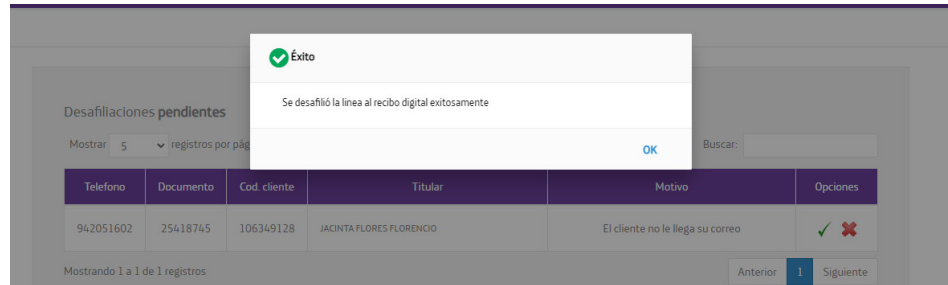 Éxito
Se desafilió la linea al recibo digital exitosamente
OK
Desafiliaciones pendientes
Mostrar 5 registros por pág
Buscar:
Telefono Documento Cod. cliente Titular Motivo Opciones
942051602 25418745 106349128 JACINTA FLORES FLORENCIO El cliente no le llega su correo
Mostrando 1 a 1 de 1 registros
Anterior 1 Siguiente